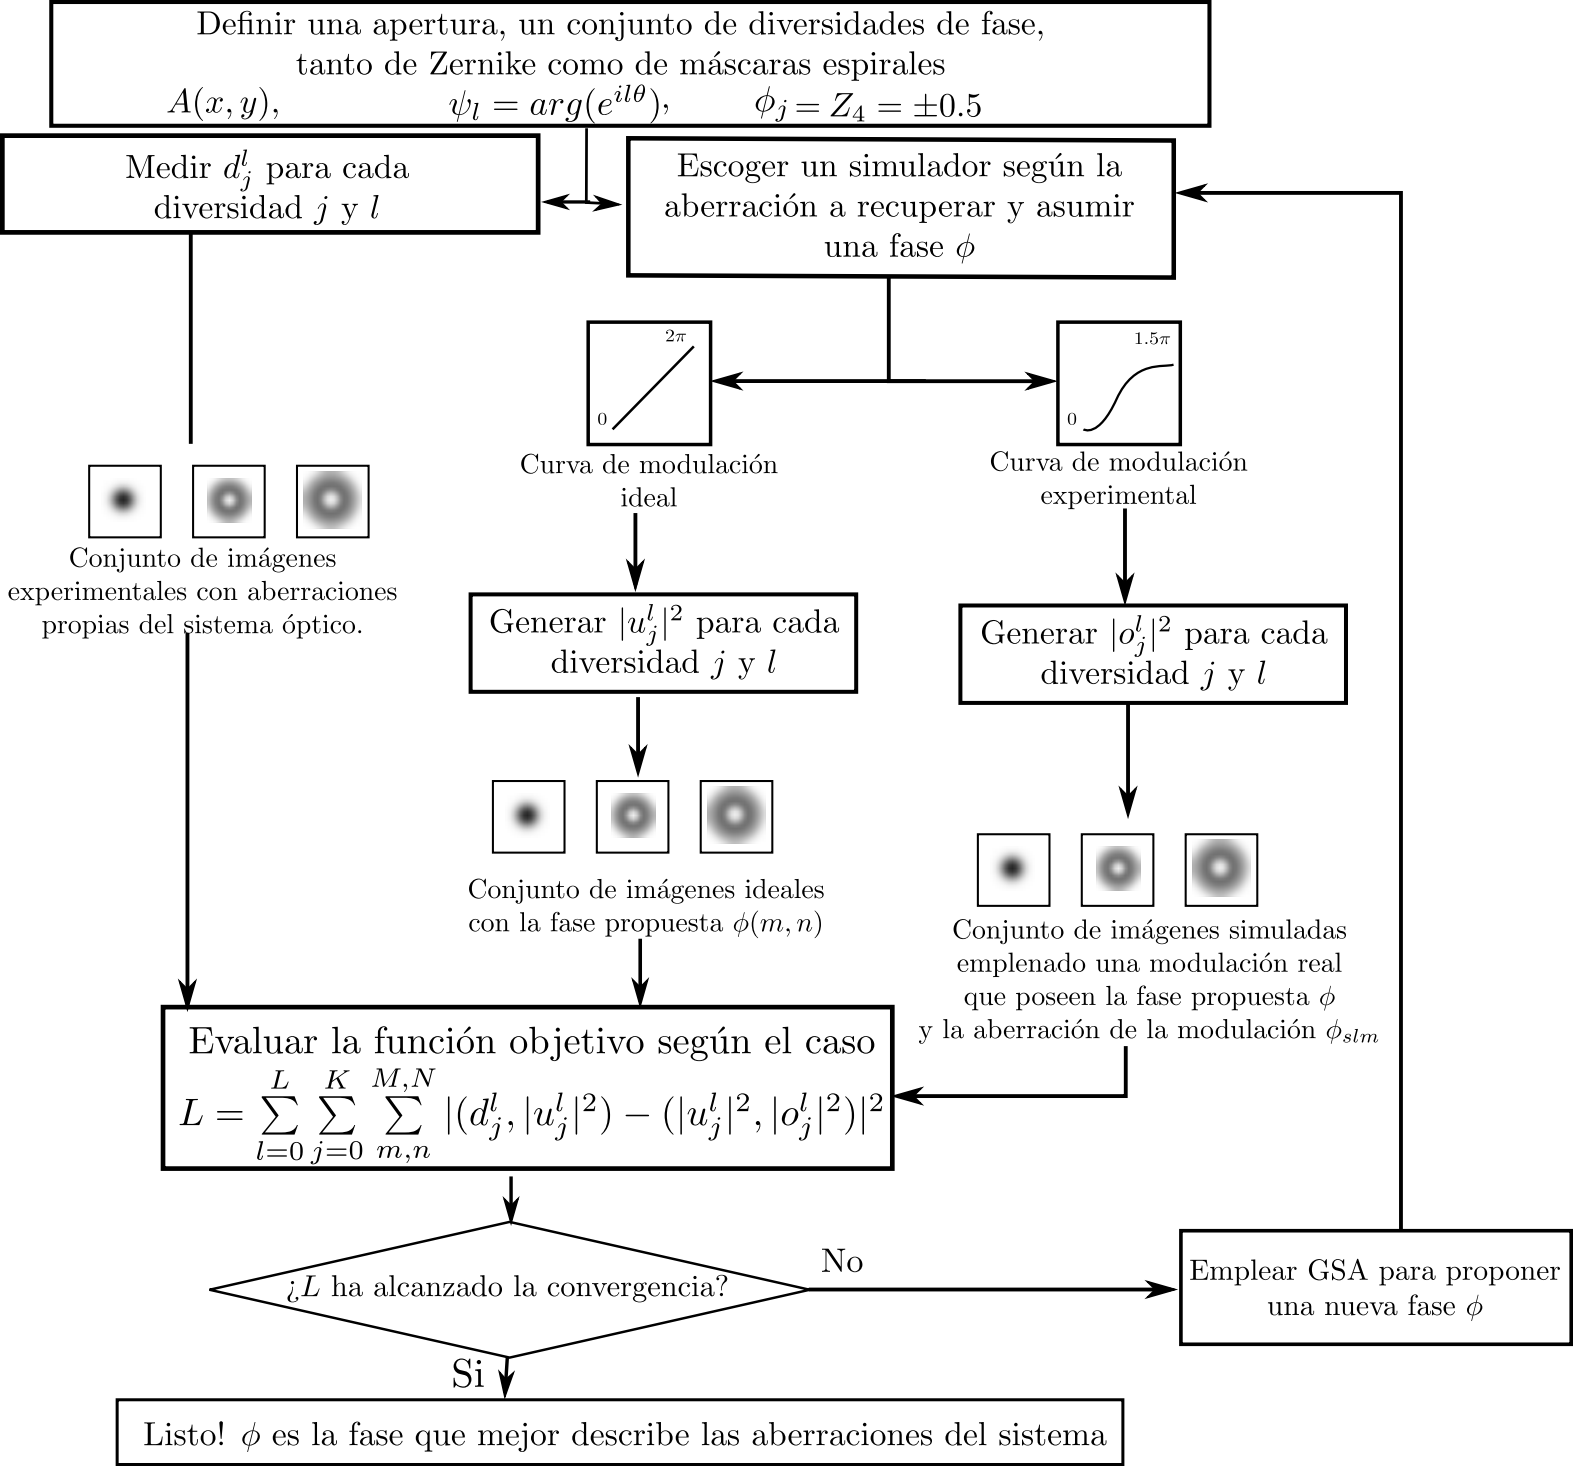 Definir una apertura, un conjunto de diversidades de fase,
tanto de Zernike como de máscaras espirales
A(x, y), ψ_l = arg(e^{ilθ}), ϕ_j = Z_4 = ±0.5
Medir d_j^l para cada
diversidad j y l
Escoger un simulador según la
aberración a recuperar y asumir
una fase ϕ
2π
0
Curva de modulación
ideal
1.5π
0
Curva de modulación
experimental
Conjunto de imágenes
experimentales con aberraciones
propias del sistema óptico.
Generar |u_j^l|^2 para cada
diversidad j y l
Generar |o_j^l|^2 para cada
diversidad j y l
Conjunto de imágenes ideales
con la fase propuesta ϕ(m, n)
Conjunto de imágenes simuladas
emplenado una modulación real
que poseen la fase propuesta ϕ
y la aberración de la modulación ϕ_{slm}
Evaluar la función objetivo según el caso
L = ∑_{l=0}^{L} ∑_{j=0}^{K} ∑_{m,n}^{M,N} |(d_j^l, |u_j^l|^2) − (|u_j^l|^2, |o_j^l|^2)|^2
¿L ha alcanzado la convergencia?
No
Emplear GSA para proponer
una nueva fase ϕ
Si
Listo! ϕ es la fase que mejor describe las aberraciones del sistema